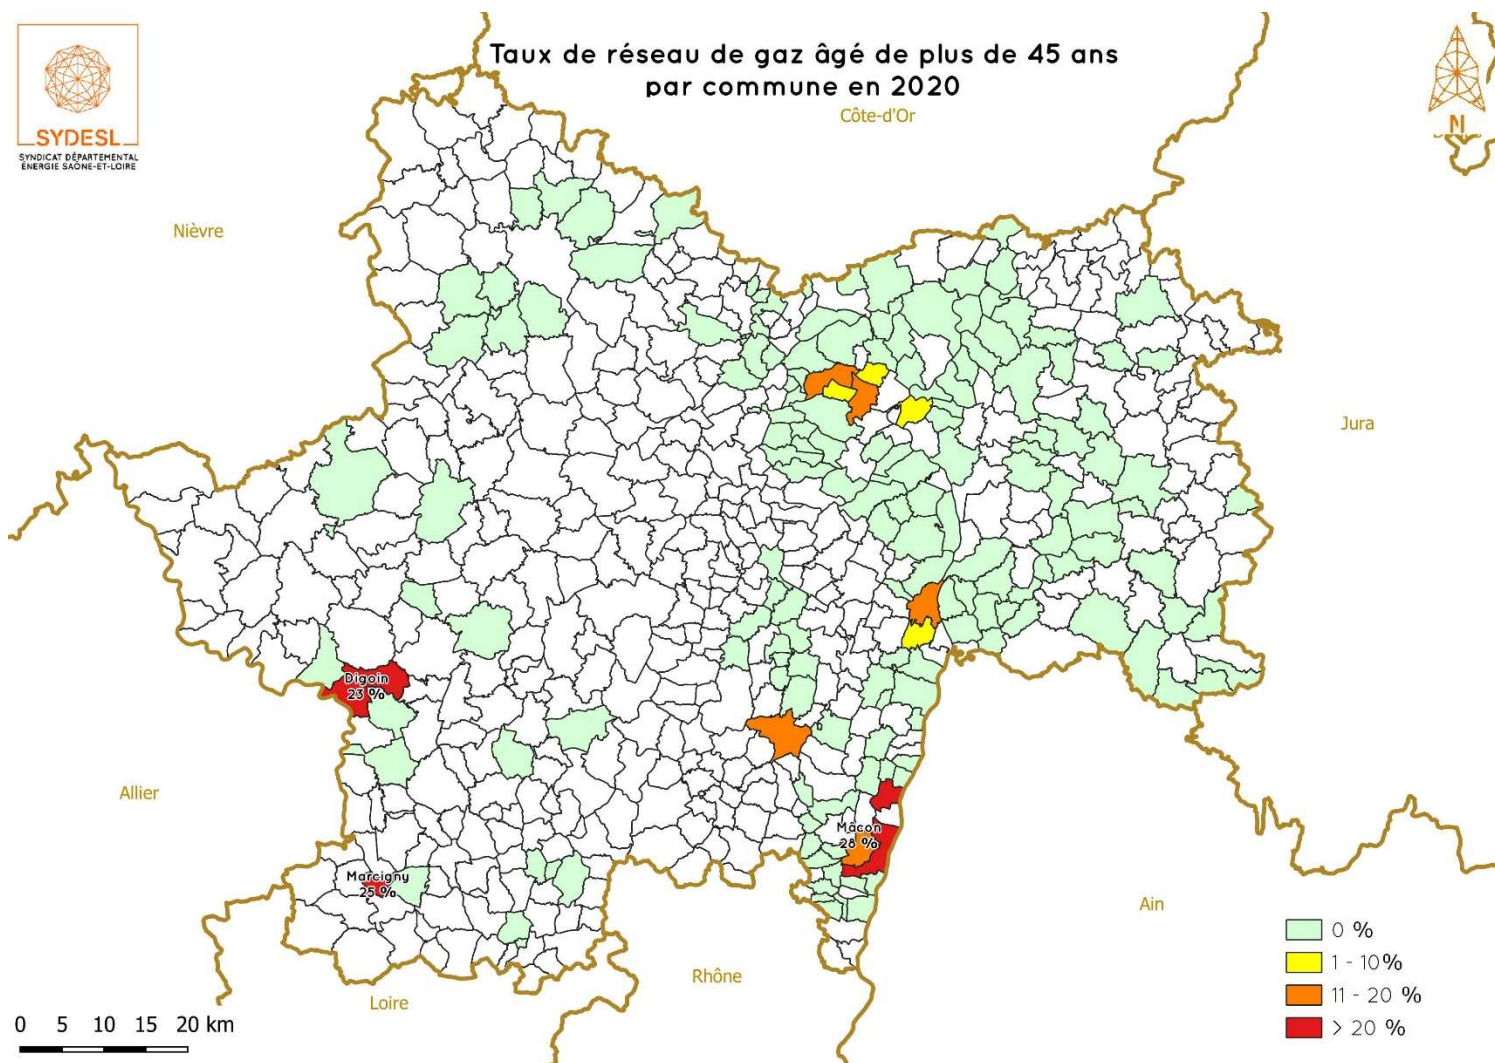 Taux de réseau de gaz âgé de plus de 45 ans
par commune en 2020
SYDESL
SYNDICAT DÉPARTEMENTAL
ÉNERGIE SAÔNE-ET-LOIRE
N
Côte-d'Or
Nièvre
Jura
Digoin
23 %
Allier
Mâcon
28 %
Marcigny
25 %
Ain
Rhône
Loire
0 %
1 - 10%
11 - 20 %
> 20 %
0 5 10 15 20 km